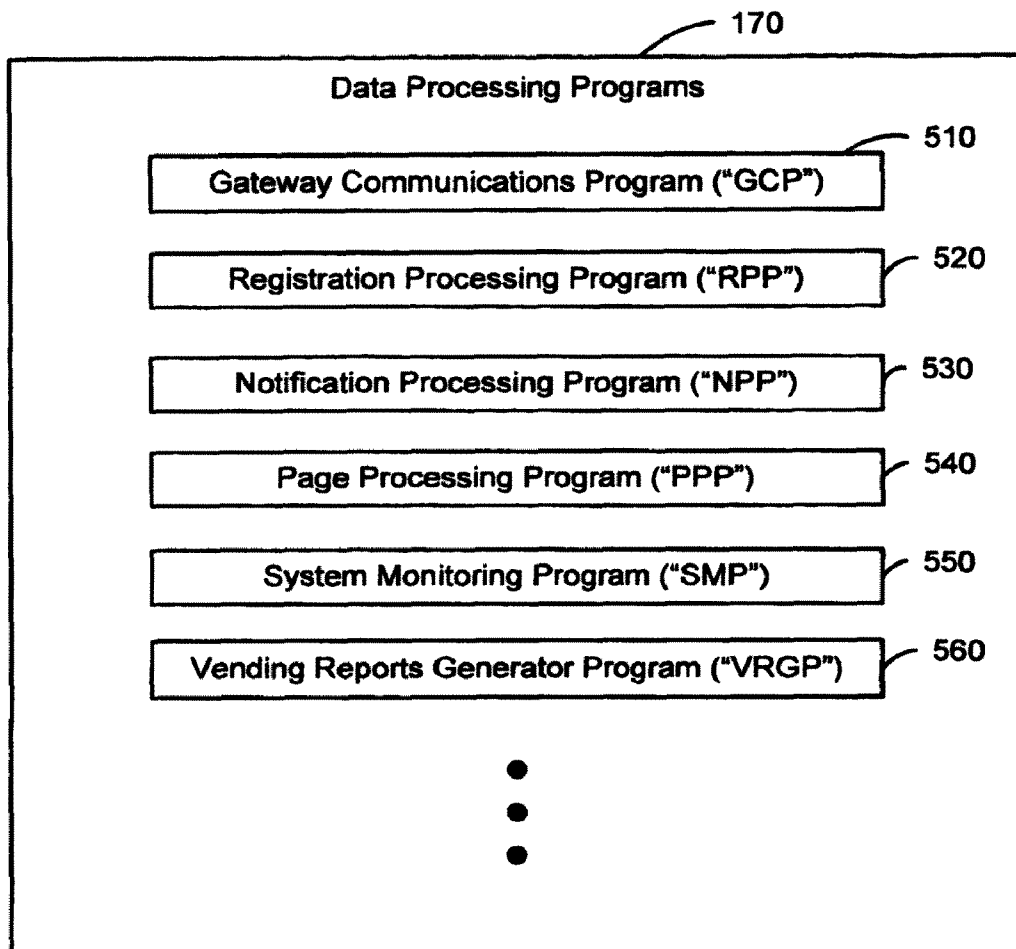 170
Data Processing Programs
510
Gateway Communications Program (“GCP”)
520
Registration Processing Program (“RPP”)
530
Notification Processing Program (“NPP”)
540
Page Processing Program (“PPP”)
550
System Monitoring Program (“SMP”)
560
Vending Reports Generator Program (“VRGP”)